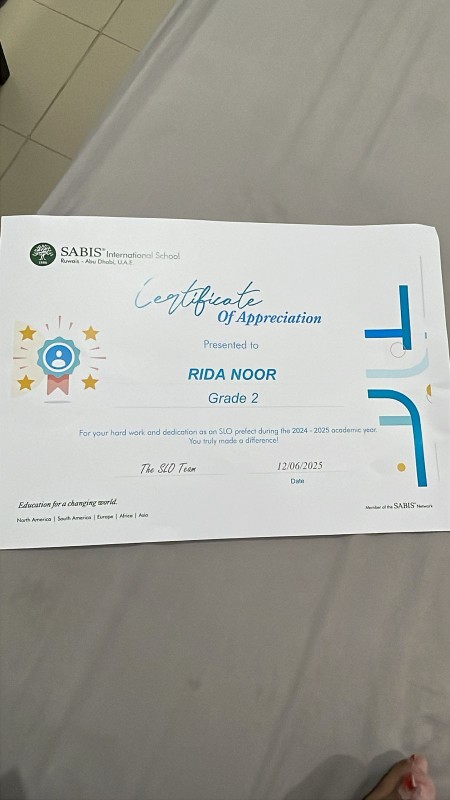 SABIS® International School
Ruwais - Abu Dhabi, U.A.E.
Certificate
Of Appreciation
Presented to
RIDA NOOR
Grade 2
For your hard work and dedication as an SLO prefect during the 2024 - 2025 academic year.
You truly made a difference!
The SLO Team
12/06/2025
Date
Education for a changing world.
North America | South America | Europe | Africa | Asia
Member of the SABIS® Network